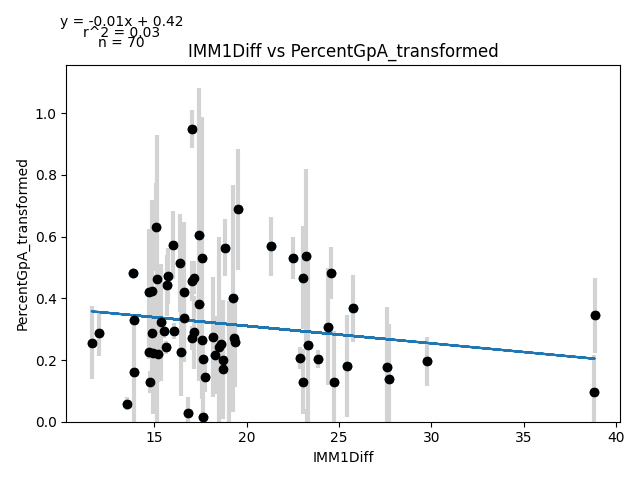 y = -0.01x + 0.42
r^2 = 0.03
n = 70
IMM1Diff vs PercentGpA_transformed
PercentGpA_transformed
1.0
0.8
0.6
0.4
0.2
0.0
15 20 25 30 35 40
IMM1Diff